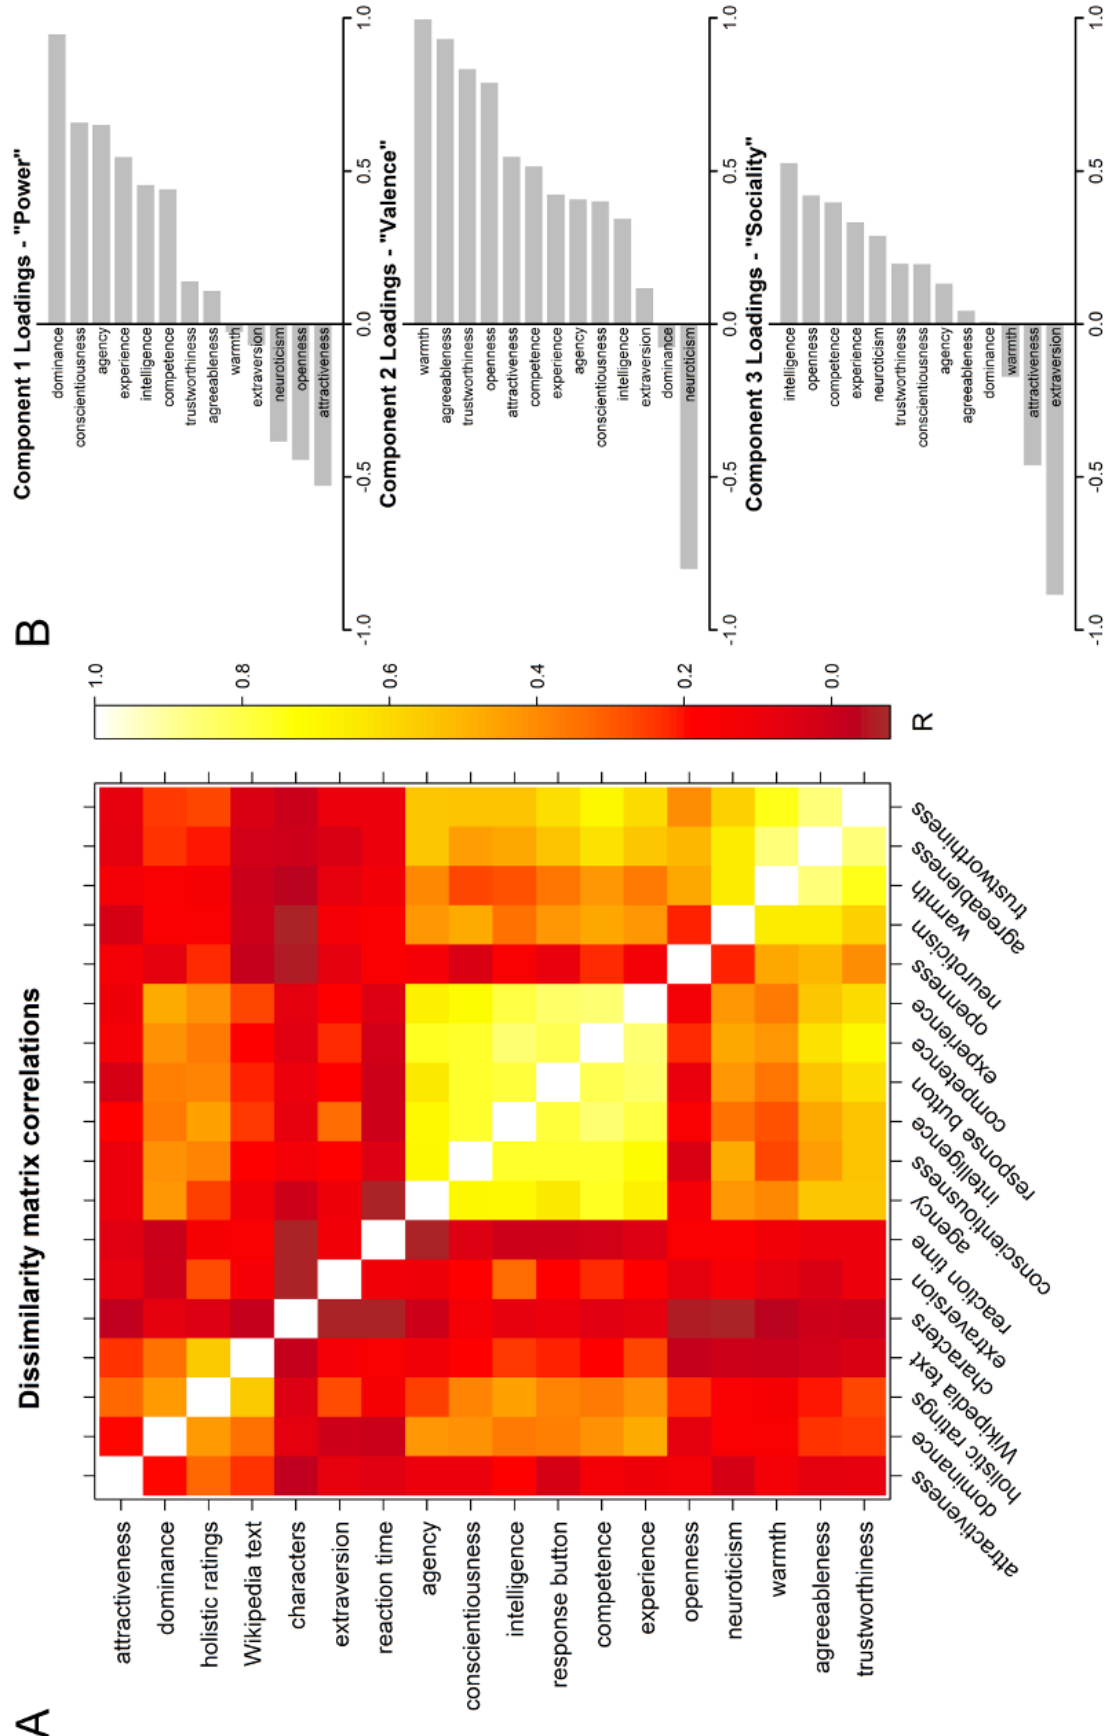 A
Dissimilarity matrix correlations
attractiveness
dominance
holistic ratings
Wikipedia text
characters
extraversion
reaction time
agency
conscientiousness
intelligence
response button
competence
experience
openness
neuroticism
warmth
agreeableness
trustworthiness
attractiveness
dominance
holistic ratings
Wikipedia text
characters
extraversion
reaction time
agency
conscientiousness
intelligence
response button
competence
experience
openness
neuroticism
warmth
agreeableness
trustworthiness
1.0
0.8
0.6
0.4
0.2
0.0
R
B
Component 1 Loadings - "Power"
dominance
conscientiousness
agency
experience
intelligence
competence
trustworthiness
agreeableness
warmth
extraversion
neuroticism
openness
attractiveness
-1.0 -0.5 0.0 0.5 1.0
Component 2 Loadings - "Valence"
warmth
agreeableness
trustworthiness
openness
attractiveness
competence
experience
agency
conscientiousness
intelligence
extraversion
dominance
neuroticism
-1.0 -0.5 0.0 0.5 1.0
Component 3 Loadings - "Sociality"
intelligence
openness
competence
experience
neuroticism
trustworthiness
conscientiousness
agency
agreeableness
dominance
warmth
attractiveness
extraversion
-1.0 -0.5 0.0 0.5 1.0